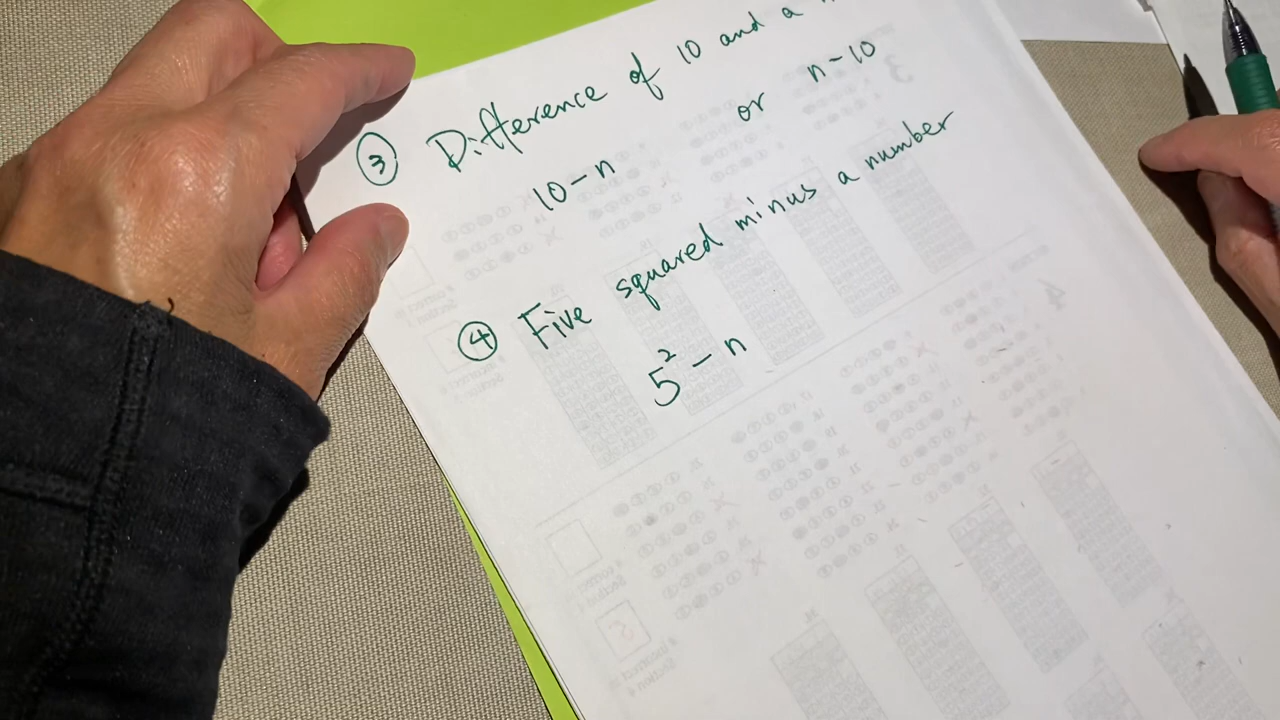 ③ Difference of 10 and a
10 - n or n - 10
④ Five squared minus a number
5² - n